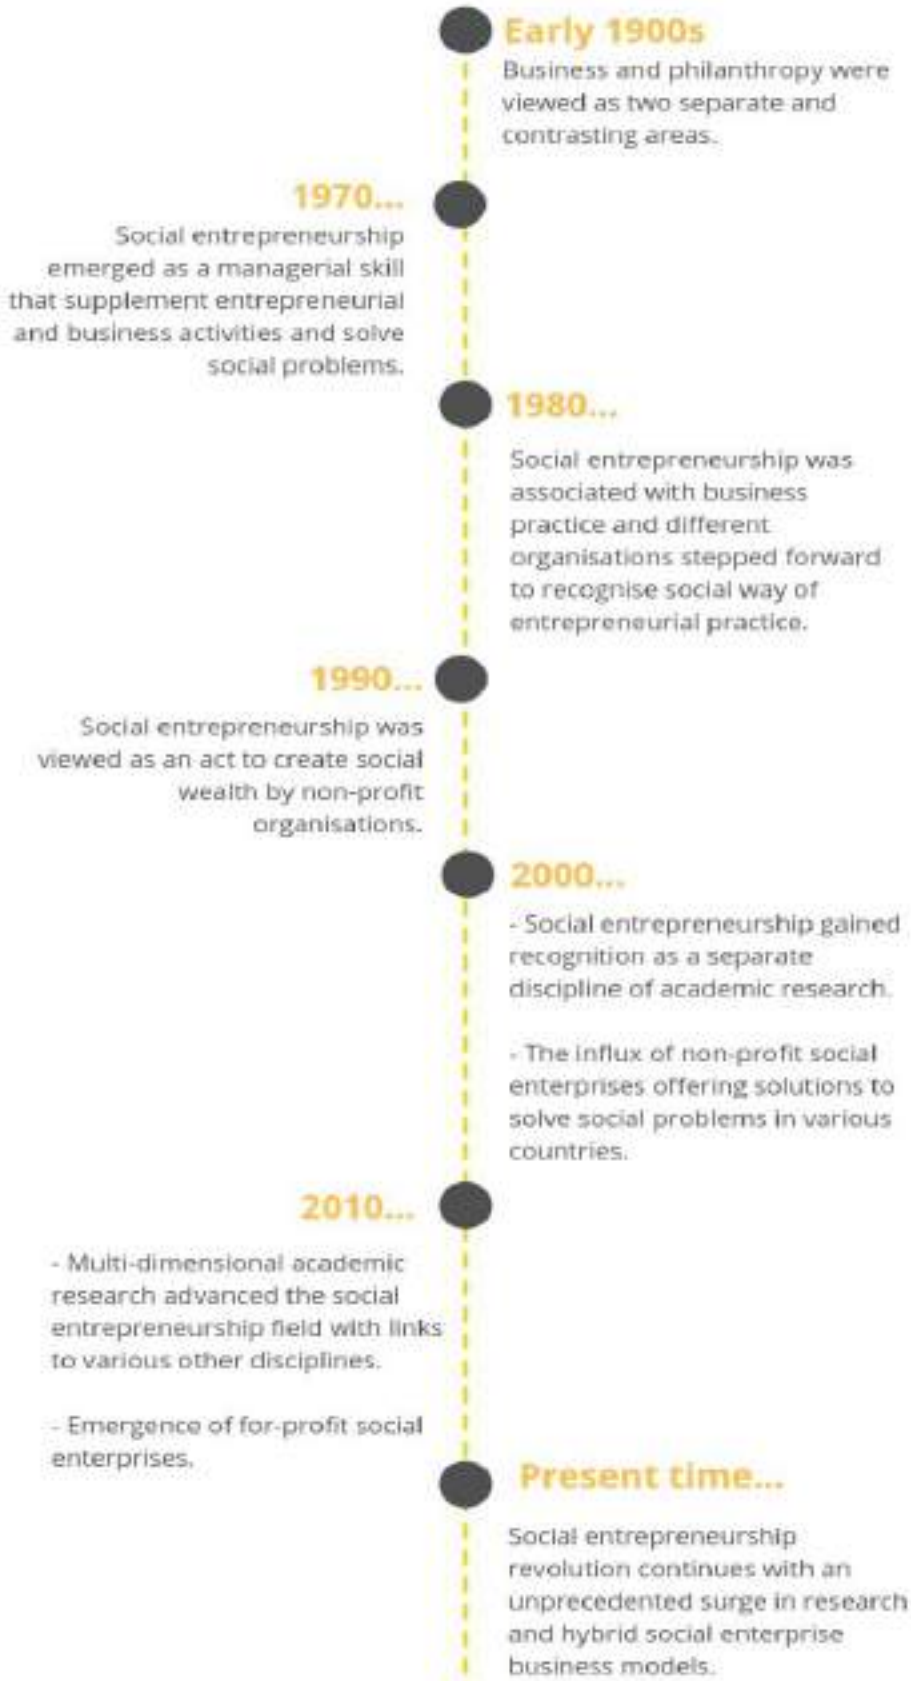 Early 1900s
Business and philanthropy were
viewed as two separate and
contrasting areas.
1970...
Social entrepreneurship
emerged as a managerial skill
that supplement entrepreneurial
and business activities and solve
social problems.
1980...
Social entrepreneurship was
associated with business
practice and different
organisations stepped forward
to recognise social way of
entrepreneurial practice.
1990...
Social entrepreneurship was
viewed as an act to create social
wealth by non-profit
organisations.
2000...
- Social entrepreneurship gained
recognition as a separate
discipline of academic research.
- The influx of non-profit social
enterprises offering solutions to
solve social problems in various
countries.
2010...
- Multi-dimensional academic
research advanced the social
entrepreneurship field with links
to various other disciplines.
- Emergence of for-profit social
enterprises.
Present time...
Social entrepreneurship
revolution continues with an
unprecedented surge in research
and hybrid social enterprise
business models.